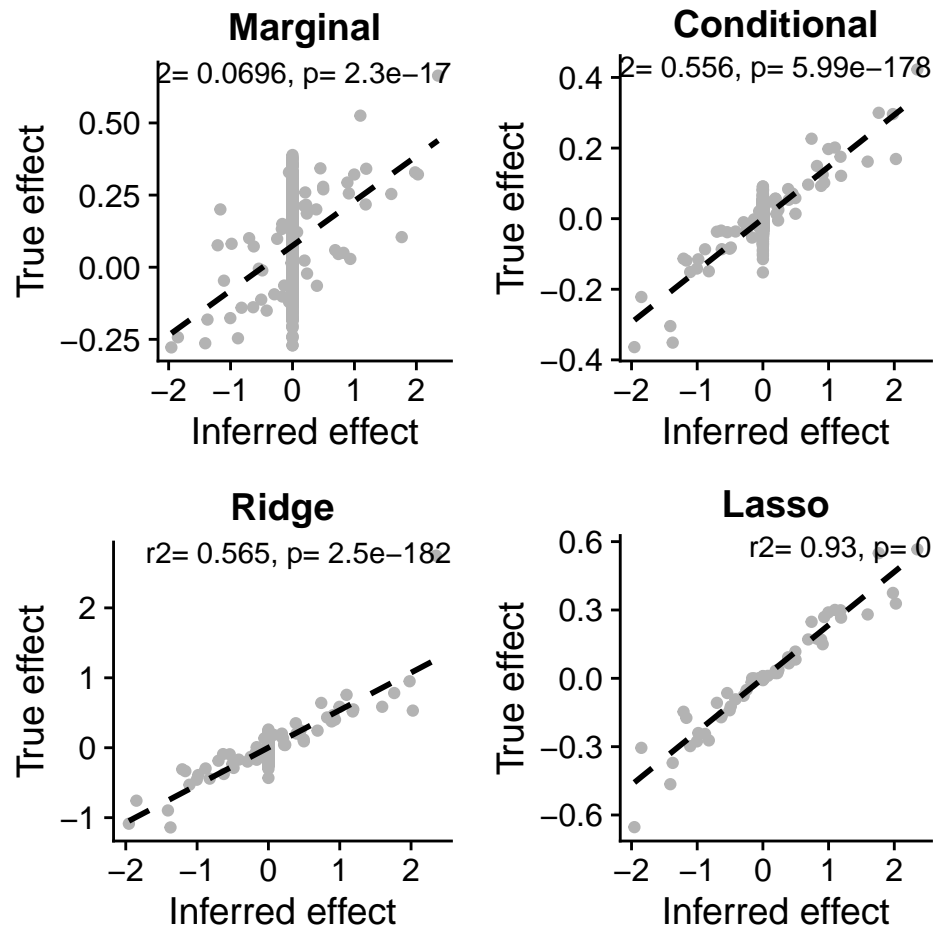 Marginal
2= 0.0696, p= 2.3e−17
True effect
0.50
0.25
0.00
−0.25
−2 −1 0 1 2
Inferred effect
Conditional
2= 0.556, p= 5.99e−178
True effect
0.4
0.2
0.0
−0.2
−0.4
−2 −1 0 1 2
Inferred effect
Ridge
r2= 0.565, p= 2.5e−182
True effect
2
1
0
−1
−2 −1 0 1 2
Inferred effect
Lasso
r2= 0.93, p= 0
True effect
0.6
0.3
0.0
−0.3
−0.6
−2 −1 0 1 2
Inferred effect